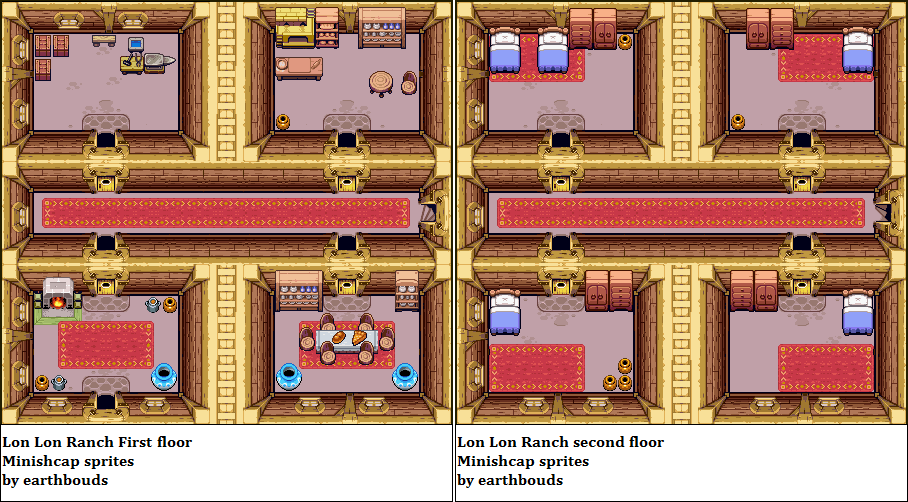 Lon Lon Ranch First floor
Minishcap sprites
by earthbouds
Lon Lon Ranch second floor
Minishcap sprites
by earthbouds